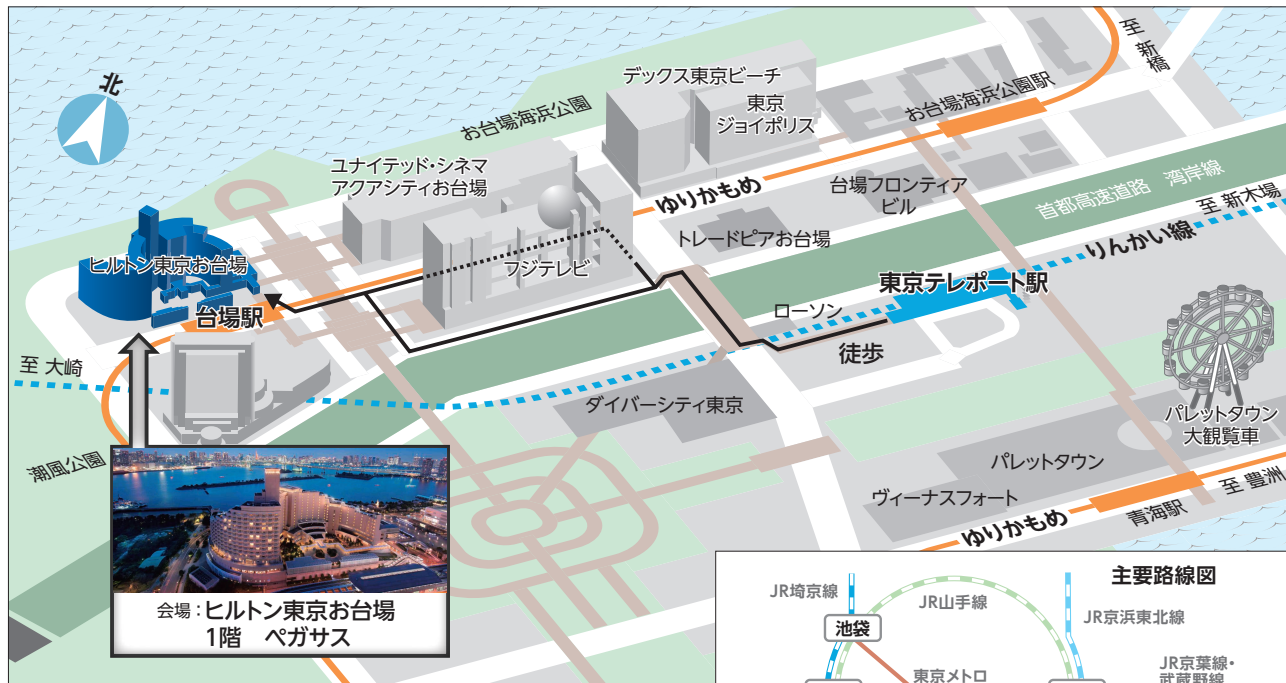 北
至 新橋
デックス東京ビーチ
東京
ジョイポリス
お台場海浜公園駅
お台場海浜公園
ユナイテッド・シネマ
アクアシティお台場
ゆりかもめ
台場フロンティア
ビル
首都高速道路 湾岸線
至 新木場
りんかい線
トレードピアお台場
ヒルトン東京お台場
フジテレビ
東京テレポート駅
台場駅
ローソン
徒歩
至 大崎
ダイバーシティ東京
パレットタウン
大観覧車
潮風公園
パレットタウン
ヴィーナスフォート
至 豊洲
青海駅
ゆりかもめ
会場：ヒルトン東京お台場
1階 ペガサス
主要路線図
JR埼京線
JR山手線
JR京浜東北線
池袋
東京メトロ
JR京葉線・
武蔵野線